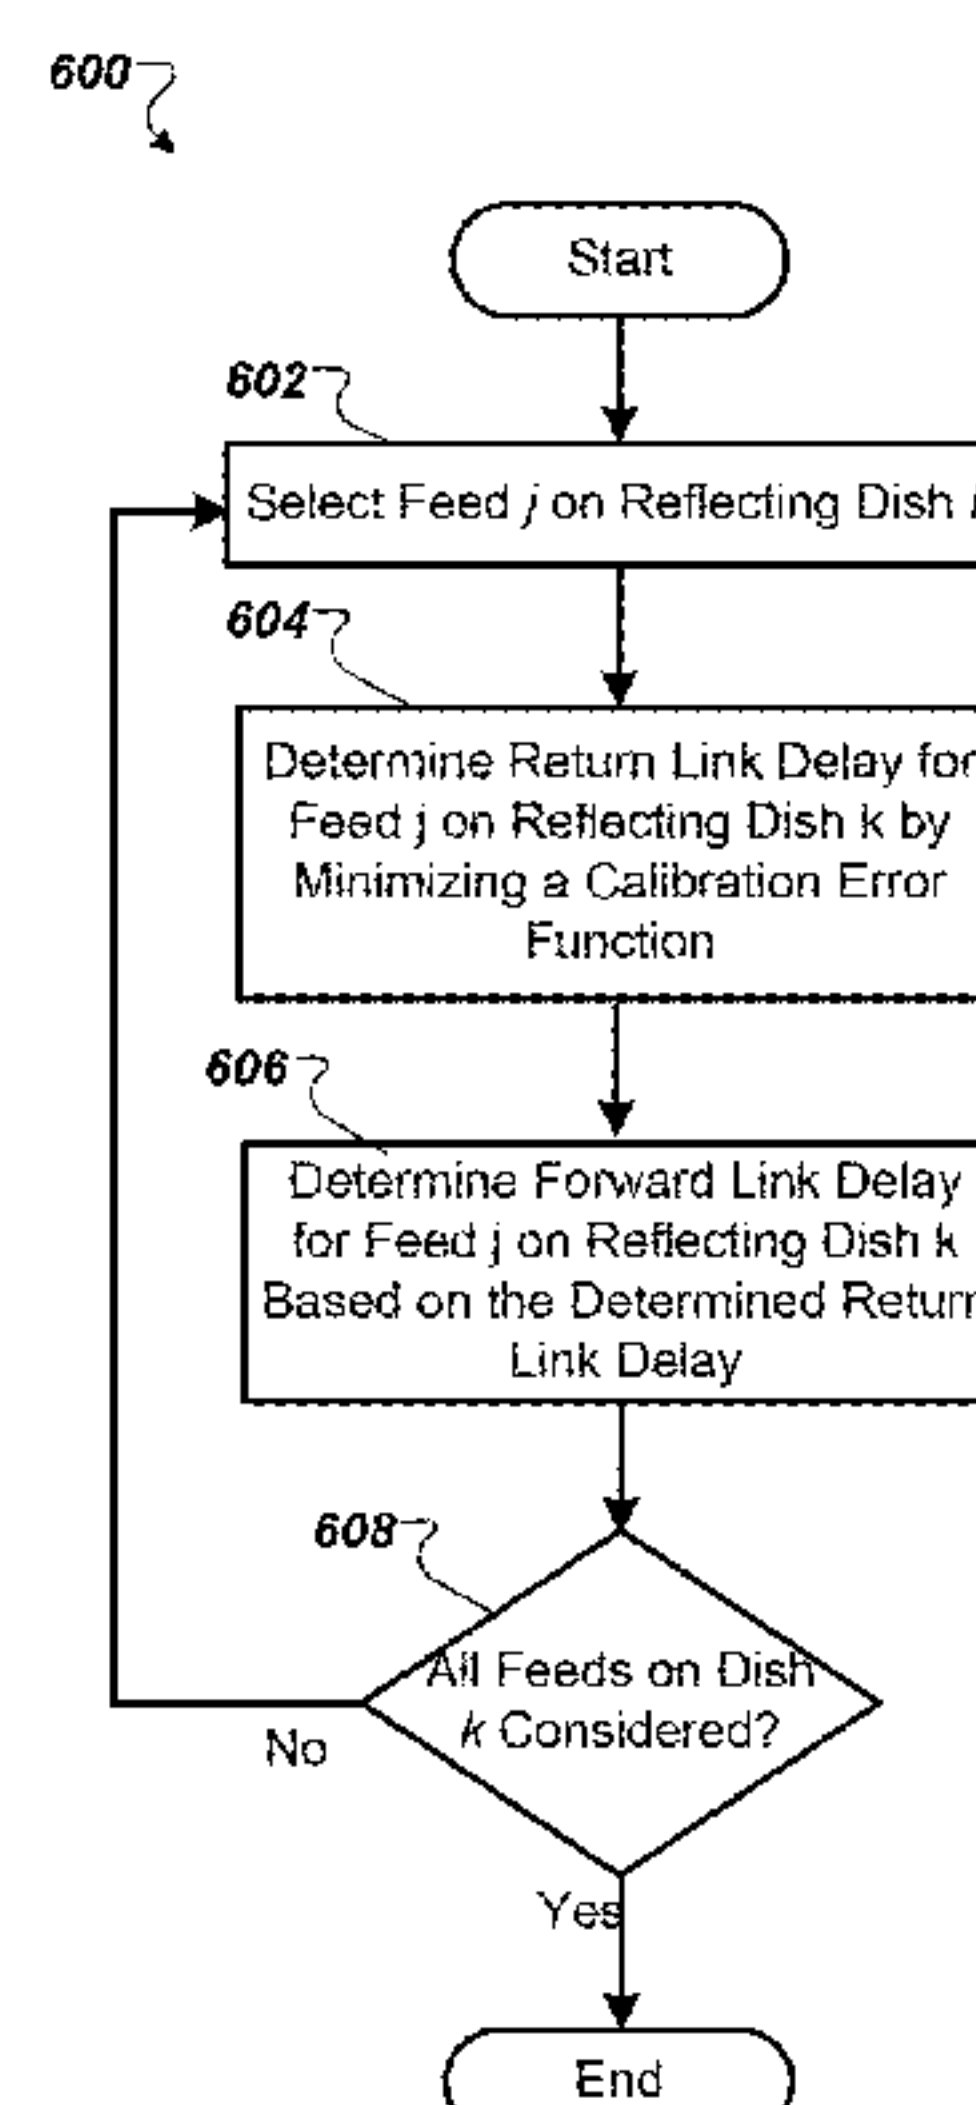 600
Start
602
Select Feed j on Reflecting Dish
604
Determine Return Link Delay for
Feed j on Reflecting Dish k by
Minimizing a Calibration Error
Function
606
Determine Forward Link Delay
for Feed j on Reflecting Dish k
Based on the Determined Return
Link Delay
608
All Feeds on Dish
k Considered?
No
Yes
End